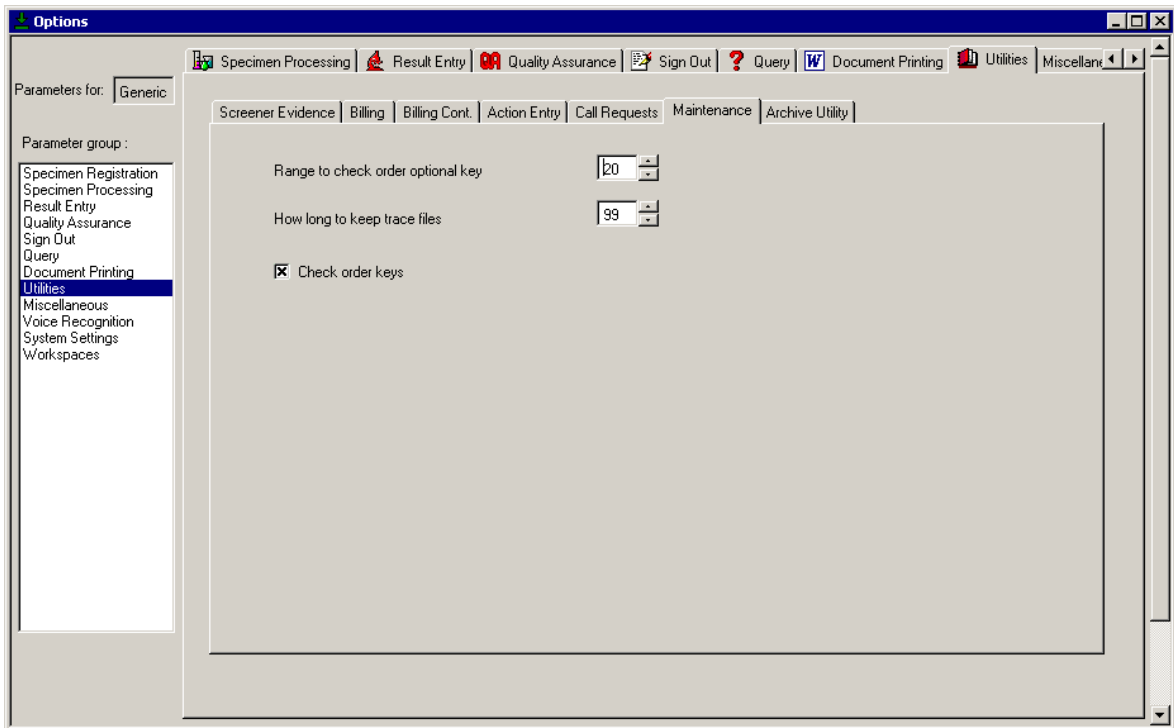 Options
Specimen Processing Result Entry Quality Assurance Sign Out Query Document Printing Utilities Miscellane
Parameters for: Generic
Screener Evidence Billing Billing Cont. Action Entry Call Requests Maintenance Archive Utility
Parameter group :
Specimen Registration
Specimen Processing
Result Entry
Quality Assurance
Sign Out
Query
Document Printing
Utilities
Miscellaneous
Voice Recognition
System Settings
Workspaces
Range to check order optional key 20
How long to keep trace files 99
Check order keys